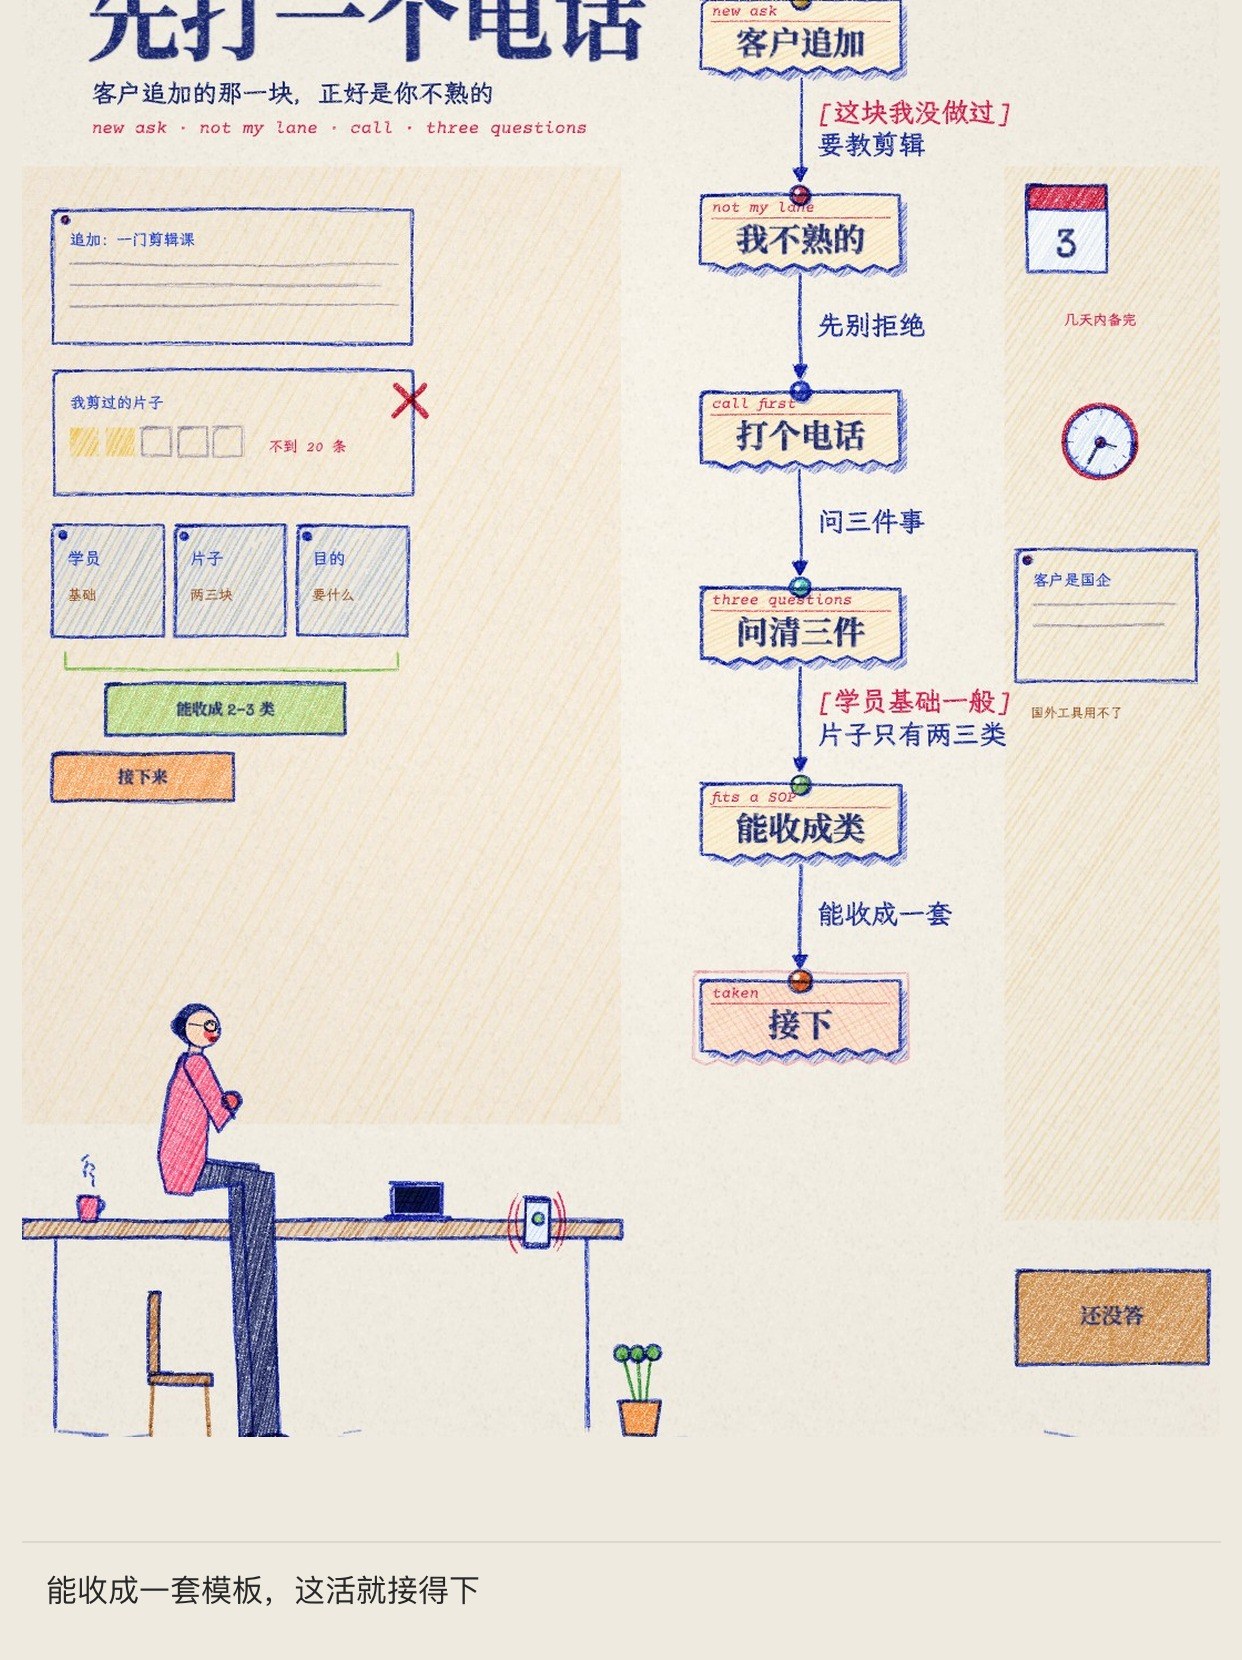 先打一个电话
客户追加的那一块，正好是你不熟的
new ask · not my lane · call · three questions
追加：一门剪辑课
我剪过的片子
不到 20 条
学员
基础
片子
两三块
目的
要什么
能收成 2-3 类
接下来
new ask
客户追加
[这块我没做过]
要教剪辑
not my lane
我不熟的
先别拒绝
call first
打个电话
问三件事
three questions
问清三件
[学员基础一般]
片子只有两三类
fits a SOP
能收成类
能收成一套
taken
接下
3
几天内备完
客户是国企
国外工具用不了
还没答
能收成一套模板，这活就接得下